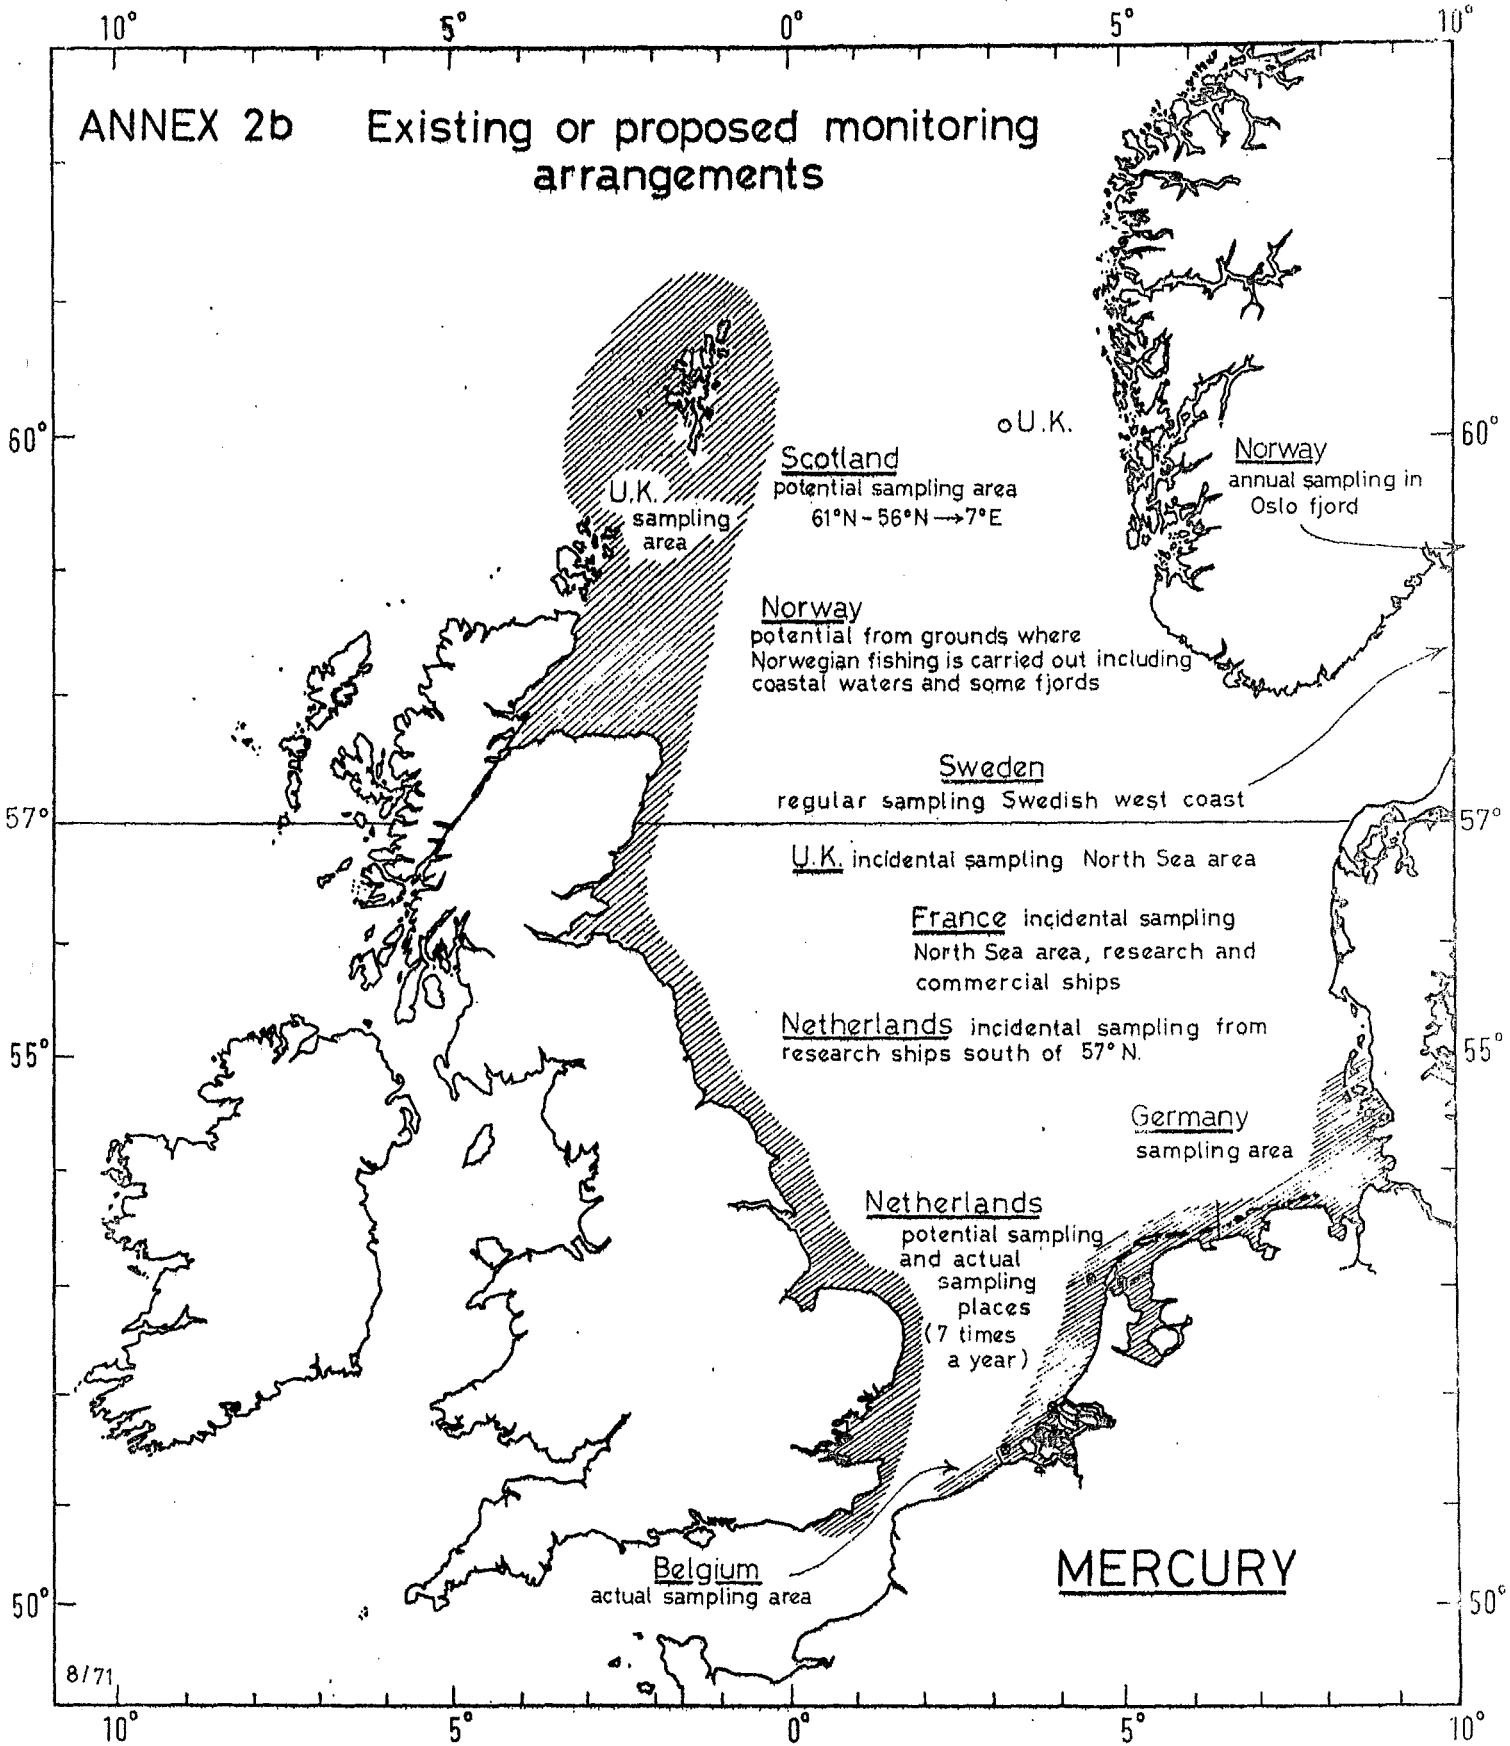 10° 5° 0° 5° 10°
ANNEX 2b Existing or proposed monitoring
arrangements
60°
o U.K.
60°
Scotland
potential sampling area
61°N - 56°N → 7°E
Norway
annual sampling in
Oslo fjord
U.K.
sampling
area
Norway
potential from grounds where
Norwegian fishing is carried out including
coastal waters and some fjords
Sweden
regular sampling Swedish west coast
57°
57°
U.K. incidental sampling North Sea area
France incidental sampling
North Sea area, research and
commercial ships
Netherlands incidental sampling from
research ships south of 57° N.
55°
55°
Germany
sampling area
Netherlands
potential sampling
and actual
sampling
places
(7 times
a year)
Belgium
actual sampling area
MERCURY
50°
50°
8/71
10° 5° 0° 5° 10°